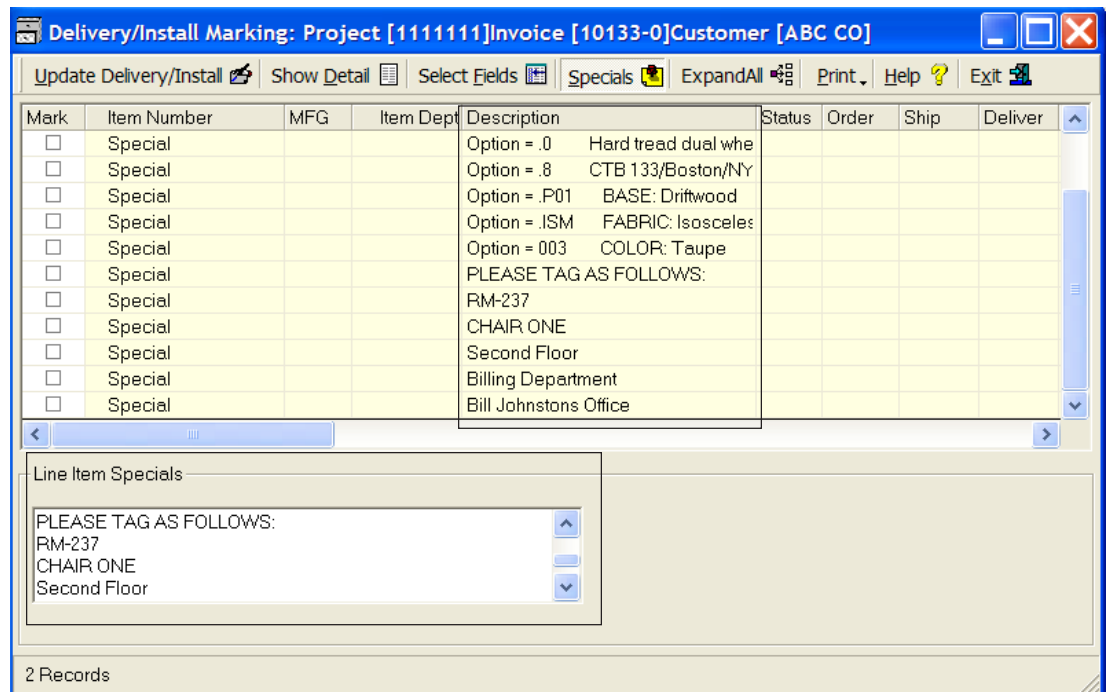 Delivery/Install Marking: Project [1111111]Invoice [10133-0]Customer [ABC CO]
Update Delivery/Install Show Detail Select Fields Specials ExpandAll Print Help Exit
Mark Item Number MFG Item Dept Description Status Order Ship Deliver
Special Option = .0 Hard tread dual whe
Special Option = .8 CTB 133/Boston/NY
Special Option = .P01 BASE: Driftwood
Special Option = .ISM FABRIC: Isosceles
Special Option = 003 COLOR: Taupe
Special PLEASE TAG AS FOLLOWS:
Special RM-237
Special CHAIR ONE
Special Second Floor
Special Billing Department
Special Bill Johnstons Office
Line Item Specials
PLEASE TAG AS FOLLOWS:
RM-237
CHAIR ONE
Second Floor
2 Records